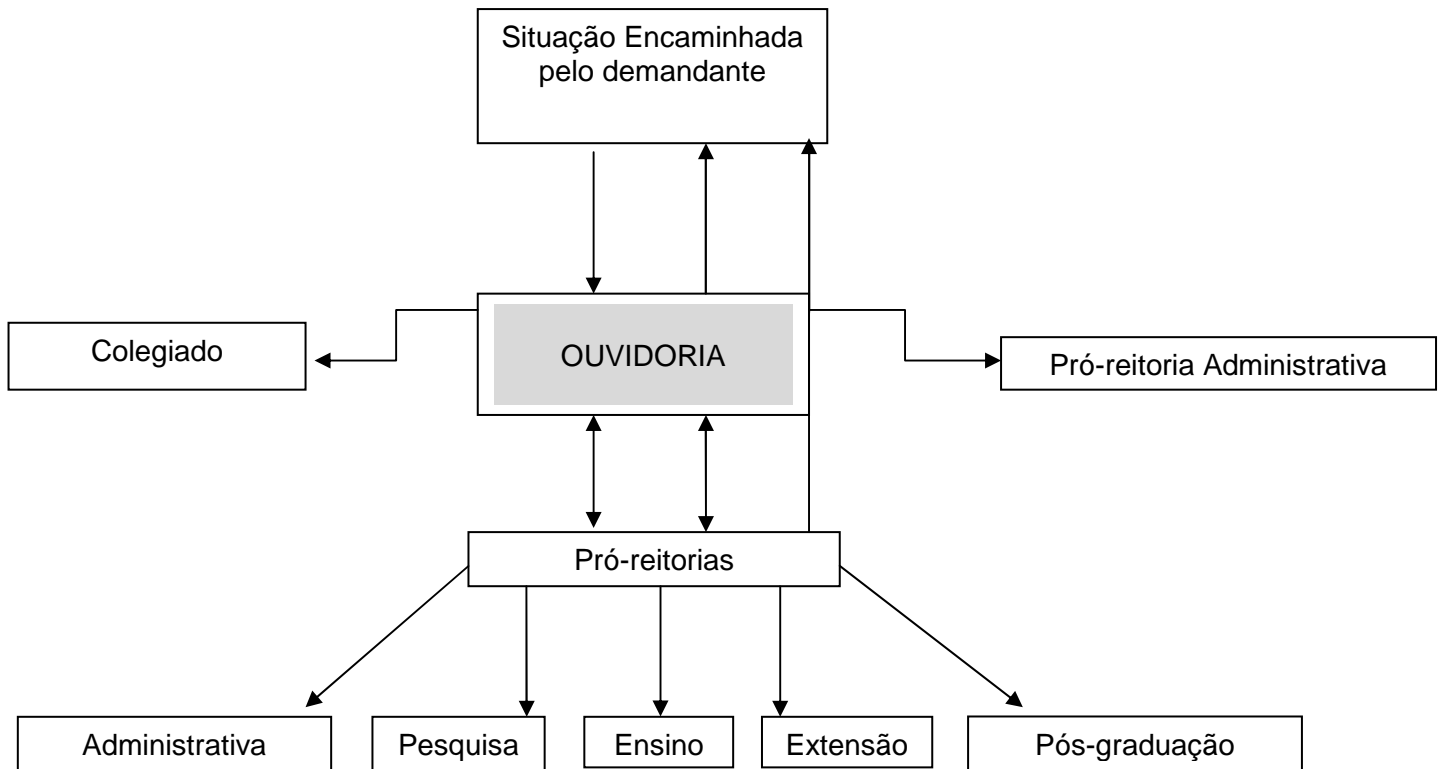 Situação Encaminhada
pelo demandante
Colegiado
OUVIDORIA
Pró-reitoria Administrativa
Pró-reitorias
Administrativa
Pesquisa
Ensino
Extensão
Pós-graduação